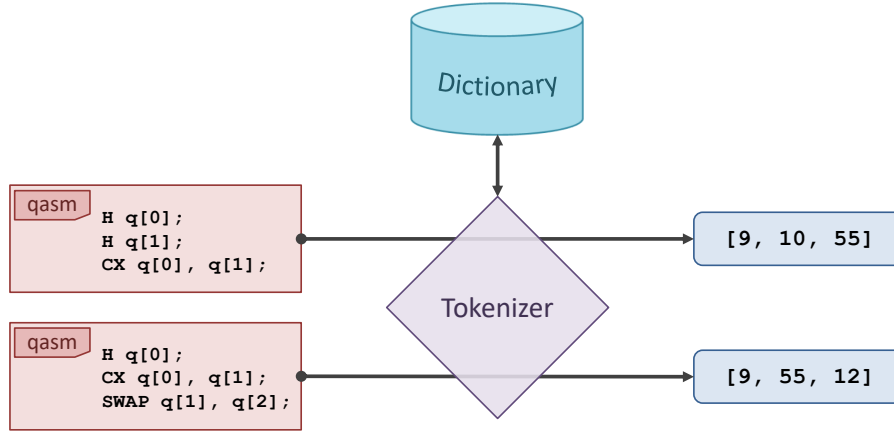 Dictionary
qasm
H q[0];
H q[1];
CX q[0], q[1];
[9, 10, 55]
Tokenizer
qasm
H q[0];
CX q[0], q[1];
SWAP q[1], q[2];
[9, 55, 12]